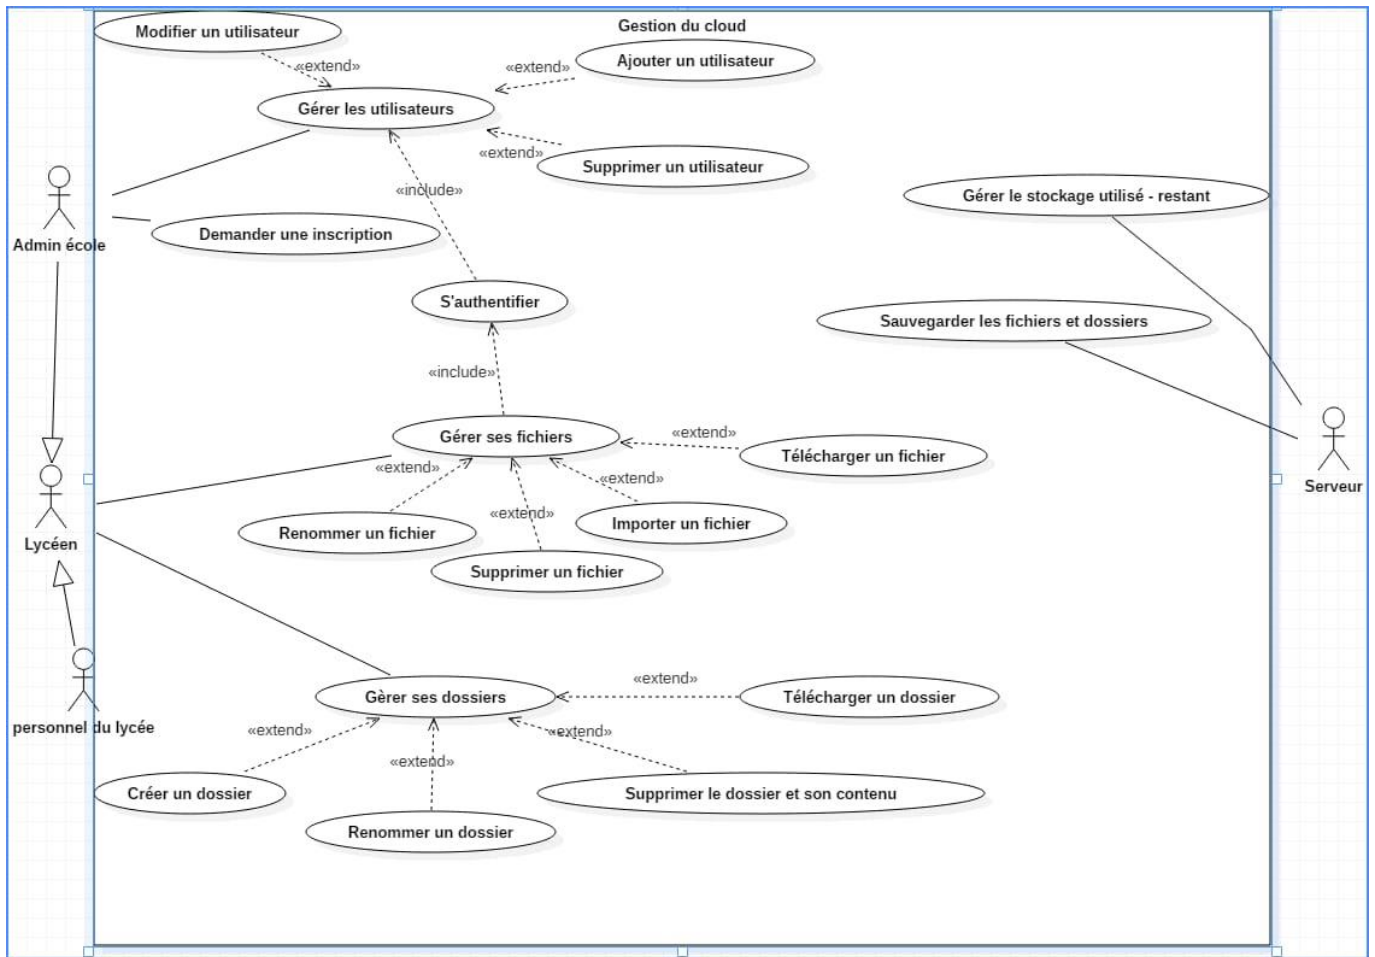 Gestion du cloud
Modifier un utilisateur
«extend»
«extend»
Ajouter un utilisateur
Gérer les utilisateurs
«extend»
Supprimer un utilisateur
«include»
Gérer le stockage utilisé - restant
Demander une inscription
Admin école
S'authentifier
Sauvegarder les fichiers et dossiers
«include»
Gérer ses fichiers
«extend»
Télécharger un fichier
«extend»
«extend»
Serveur
«extend»
Importer un fichier
Renommer un fichier
Lycéen
Supprimer un fichier
«extend»
Gèrer ses dossiers
Télécharger un dossier
personnel du lycée
«extend»
«extend»
«extend»
Créer un dossier
Supprimer le dossier et son contenu
Renommer un dossier